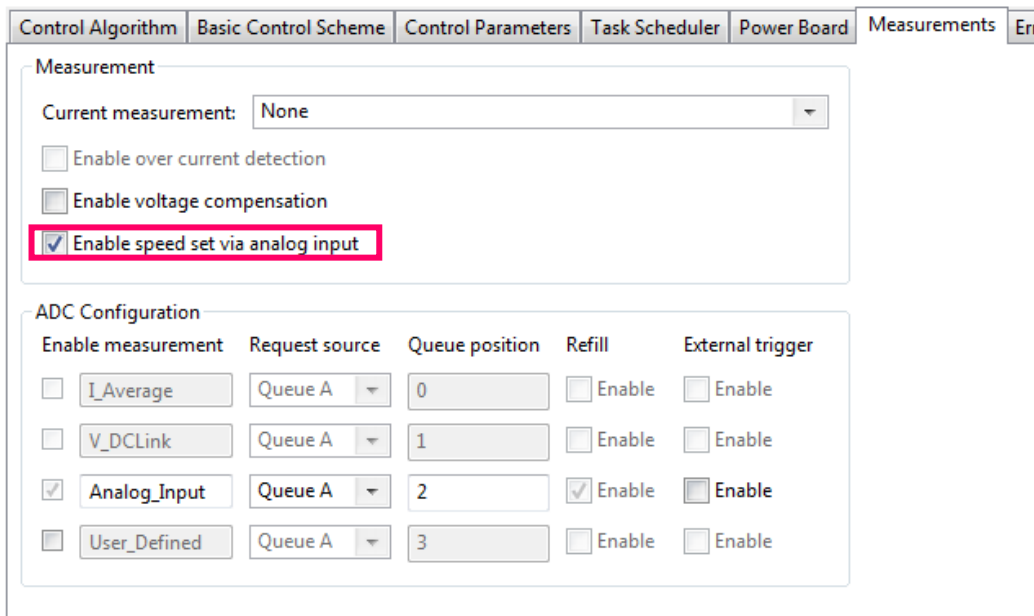 Control Algorithm Basic Control Scheme Control Parameters Task Scheduler Power Board Measurements
Measurement
Current measurement: None
Enable over current detection
Enable voltage compensation
Enable speed set via analog input
ADC Configuration
Enable measurement Request source Queue position Refill External trigger
I_Average Queue A 0 Enable Enable
V_DCLink Queue A 1 Enable Enable
Analog_Input Queue A 2 Enable Enable
User_Defined Queue A 3 Enable Enable